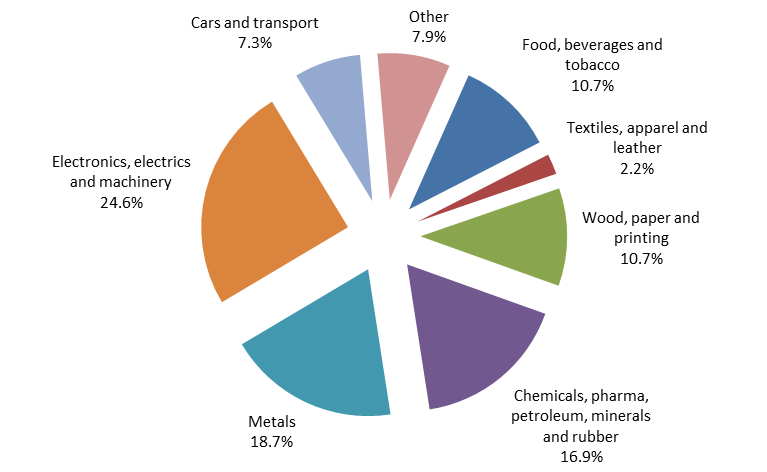 Cars and transport
7.3%
Other
7.9%
Food, beverages and
tobacco
10.7%
Textiles, apparel and
leather
2.2%
Electronics, electrics
and machinery
24.6%
Wood, paper and
printing
10.7%
Chemicals, pharma,
petroleum, minerals
and rubber
16.9%
Metals
18.7%